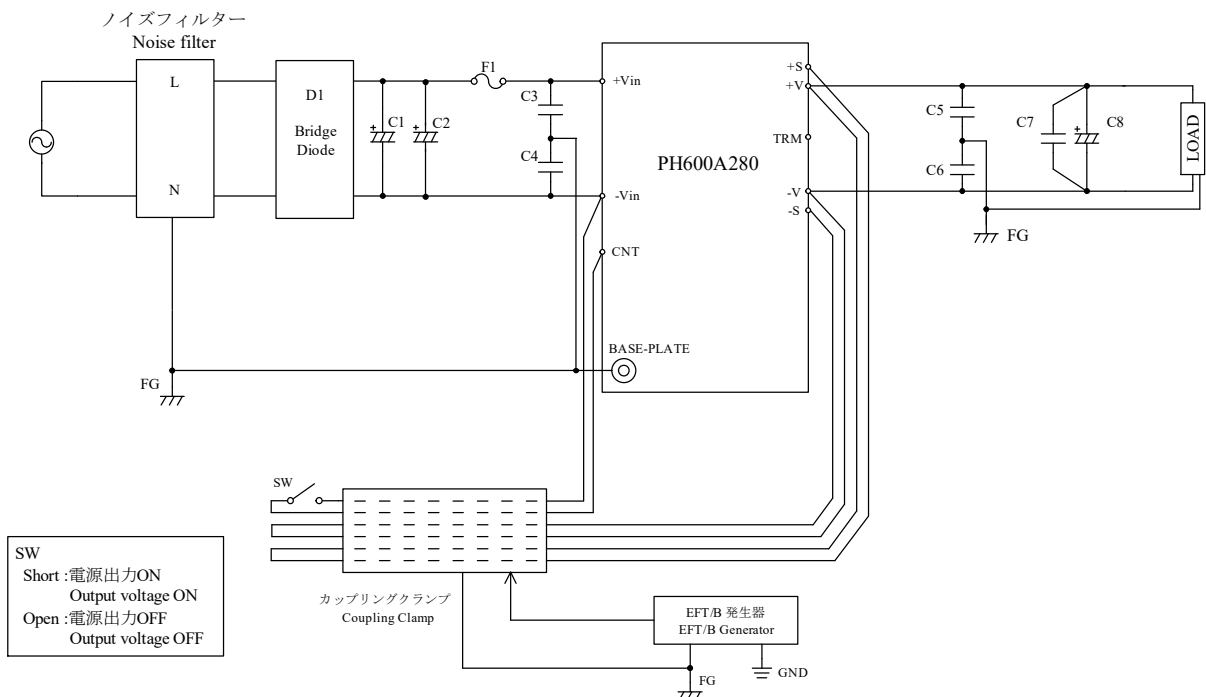 ノイズフィルター
Noise filter
L
N
D1
Bridge
Diode
C1
C2
F1
C3
C4
+Vin
-Vin
CNT
PH600A280
+S
+V
TRM
-V
-S
BASE-PLATE
C5
C6
C7
C8
LOAD
FG
FG
SW
カップリングクランプ
Coupling Clamp
EFT/B 発生器
EFT/B Generator
GND
FG
SW
Short :電源出力ON
Output voltage ON
Open :電源出力OFF
Output voltage OFF